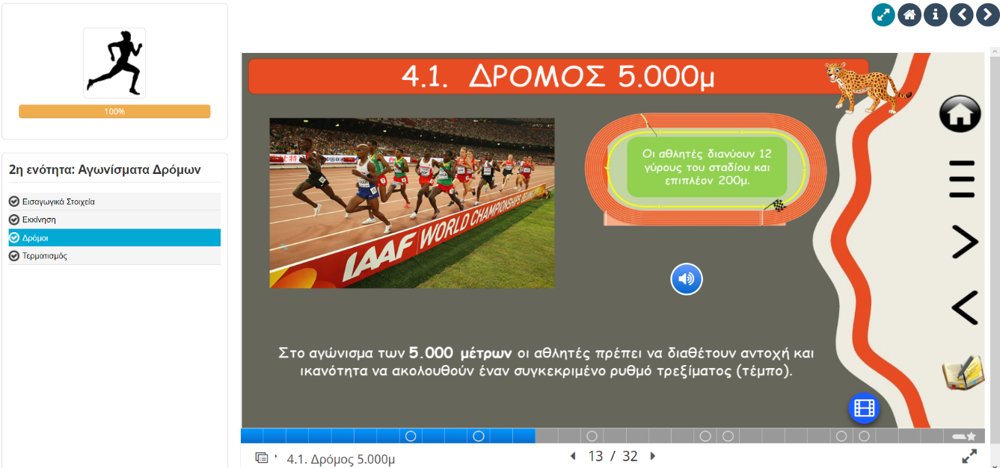 100%
2η ενότητα: Αγωνίσματα Δρόμων
Εισαγωγικά Στοιχεία
Εκκίνηση
Δρόμοι
Τερματισμός
4.1. ΔΡΟΜΟΣ 5.000μ
Οι αθλητές διανύουν 12
γύρους του σταδίου και
επιπλέον 200μ.
IAAF WORLD CHAMPIONSHIPS BEIJING
Στο αγώνισμα των 5.000 μέτρων οι αθλητές πρέπει να διαθέτουν αντοχή και
ικανότητα να ακολουθούν έναν συγκεκριμένο ρυθμό τρεξίματος (τέμπο).
4.1. Δρόμος 5.000μ
13 / 32